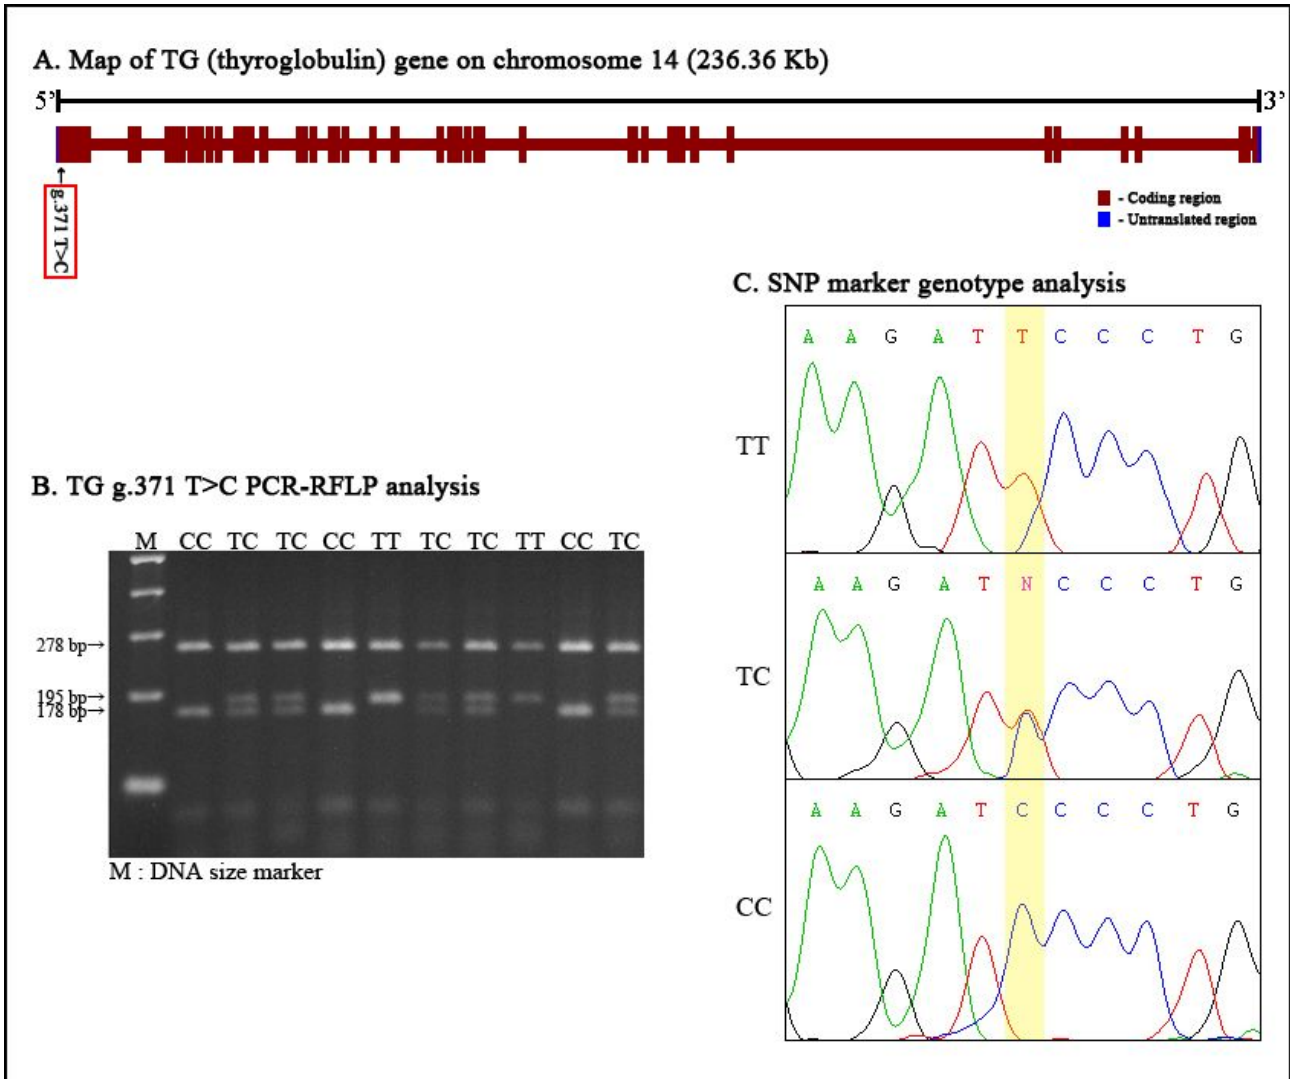 A. Map of TG (thyroglobulin) gene on chromosome 14 (236.36 Kb)
5' 3'
←g.371 T>C
- Coding region
- Untranslated region
C. SNP marker genotype analysis
A A G A T T C C C T G
TT
B. TG g.371 T>C PCR-RFLP analysis
M CC TC TC CC TT TC TC TT CC TC
278 bp→
195 bp→
178 bp→
M : DNA size marker
A A G A T N C C C T G
TC
A A G A T C C C C T G
CC